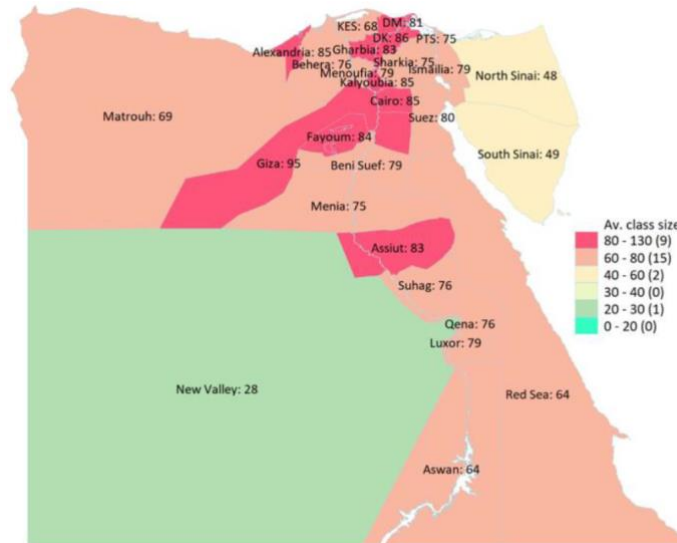 KES: 68
DM: 81
DK: 86
PTS: 75
Alexandria: 85
Gharbia: 83
Behera: 76
Sharkia: 75
Menoufia: 79
Ismailia: 79
Kalyoubia: 85
North Sinai: 48
Cairo: 85
Matrouh: 69
Suez: 80
Fayoum: 84
South Sinai: 49
Giza: 95
Beni Suef: 79
Menia: 75
Av. class size
80 - 130 (9)
60 - 80 (15)
40 - 60 (2)
30 - 40 (0)
20 - 30 (1)
0 - 20 (0)
Assiut: 83
Suhag: 76
Qena: 76
Luxor: 79
New Valley: 28
Red Sea: 64
Aswan: 64